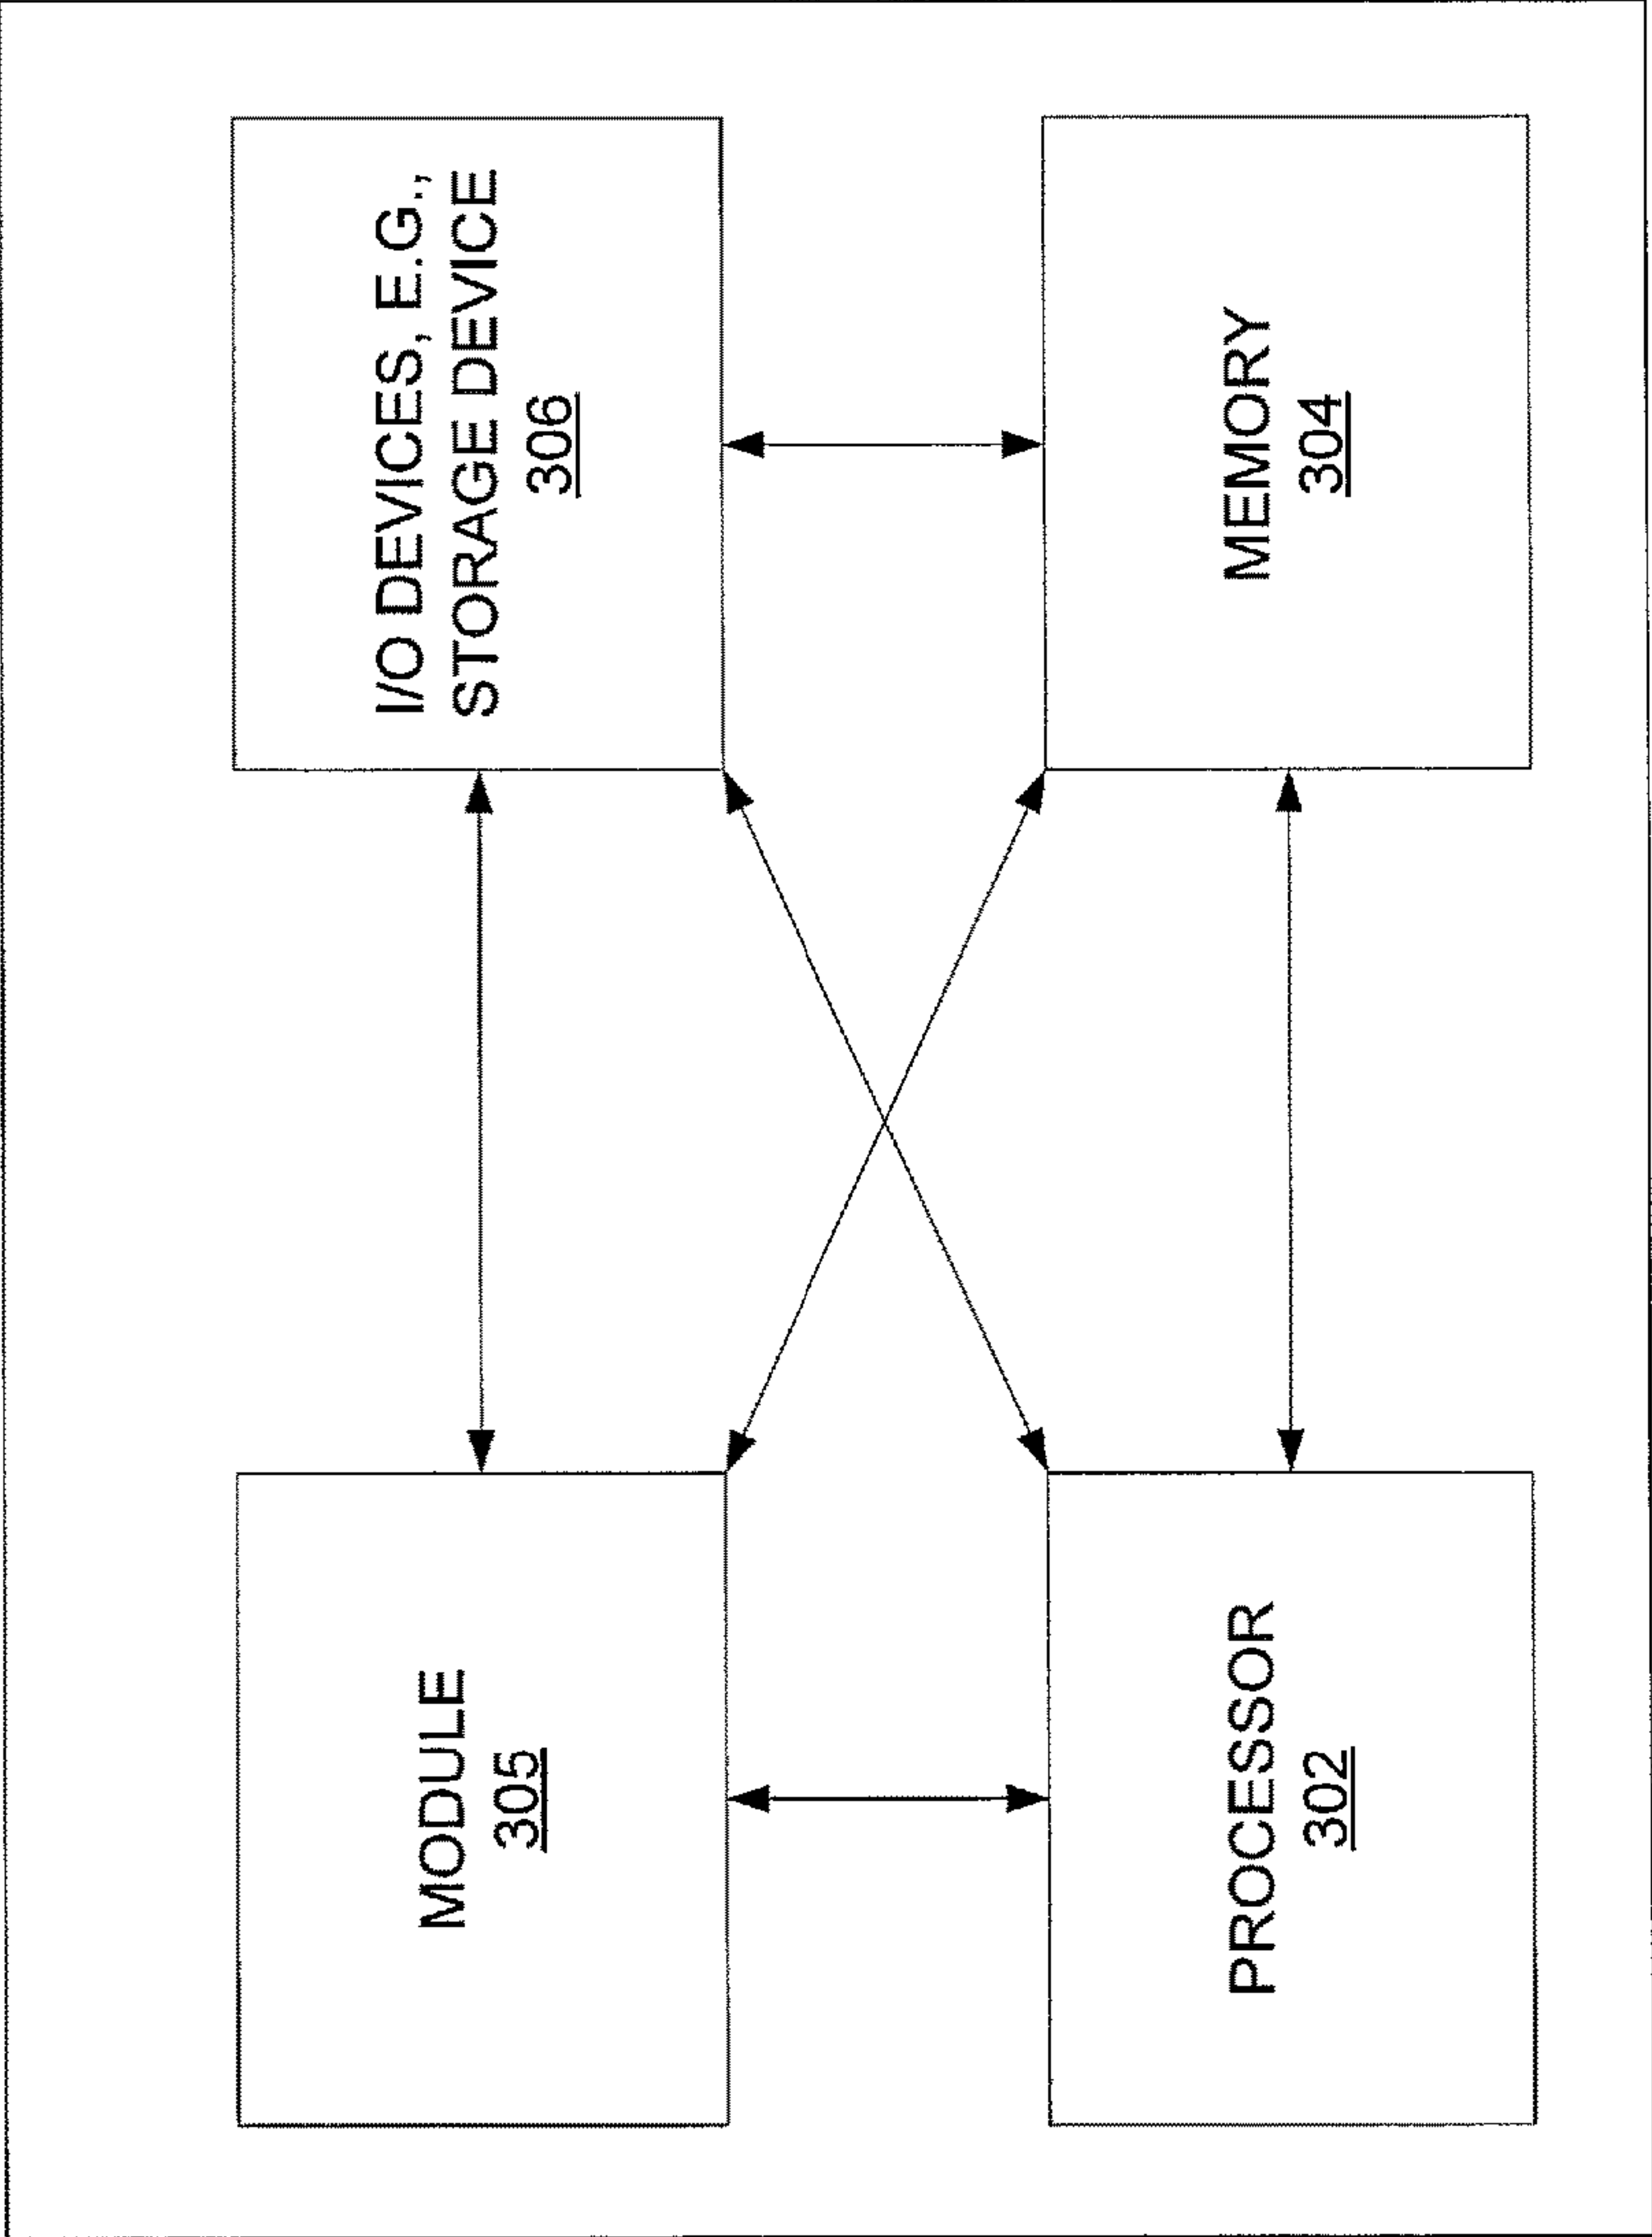 MODULE
305
I/O DEVICES, E.G.,
STORAGE DEVICE
306
PROCESSOR
302
MEMORY
304